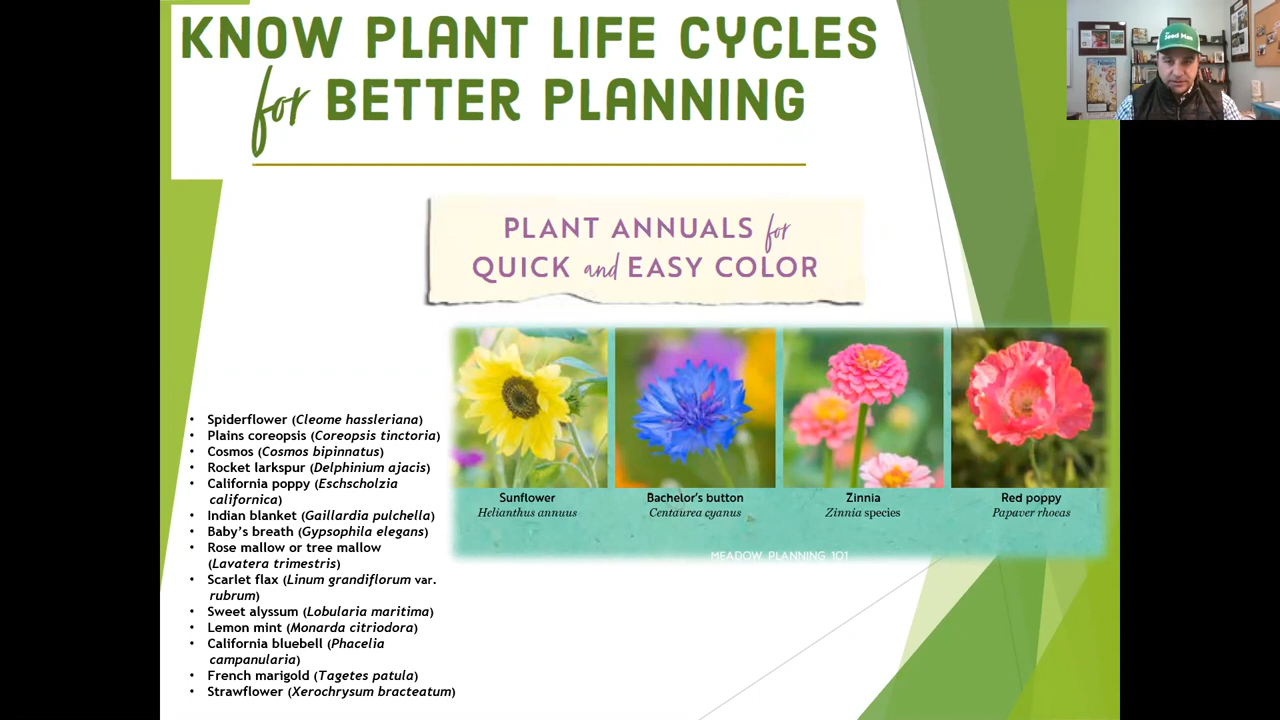 KNOW PLANT LIFE CYCLES
for BETTER PLANNING
PLANT ANNUALS for
QUICK and EASY COLOR
Sunflower
Helianthus annuus
Bachelor's button
Centaurea cyanus
Zinnia
Zinnia species
Red poppy
Papaver rhoeas
MEADOW PLANNING 101
• Spiderflower (Cleome hassleriana)
• Plains coreopsis (Coreopsis tinctoria)
• Cosmos (Cosmos bipinnatus)
• Rocket larkspur (Delphinium ajacis)
• California poppy (Eschscholzia
californica)
• Indian blanket (Gaillardia pulchella)
• Baby's breath (Gypsophila elegans)
• Rose mallow or tree mallow
(Lavatera trimestris)
• Scarlet flax (Linum grandiflorum var.
rubrum)
• Sweet alyssum (Lobularia maritima)
• Lemon mint (Monarda citriodora)
• California bluebell (Phacelia
campanularia)
• French marigold (Tagetes patula)
• Strawflower (Xerochrysum bracteatum)
Seed Man